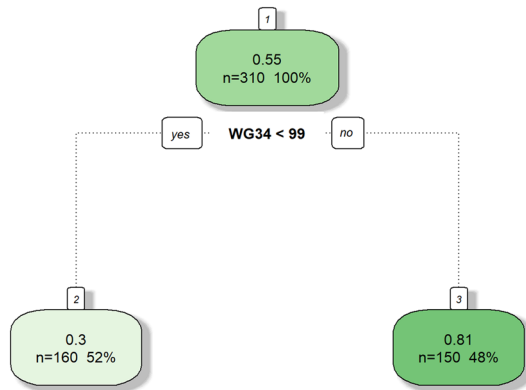 1
0.55
n=310 100%
yes WG34 < 99 no
2
0.3
n=160 52%
3
0.81
n=150 48%